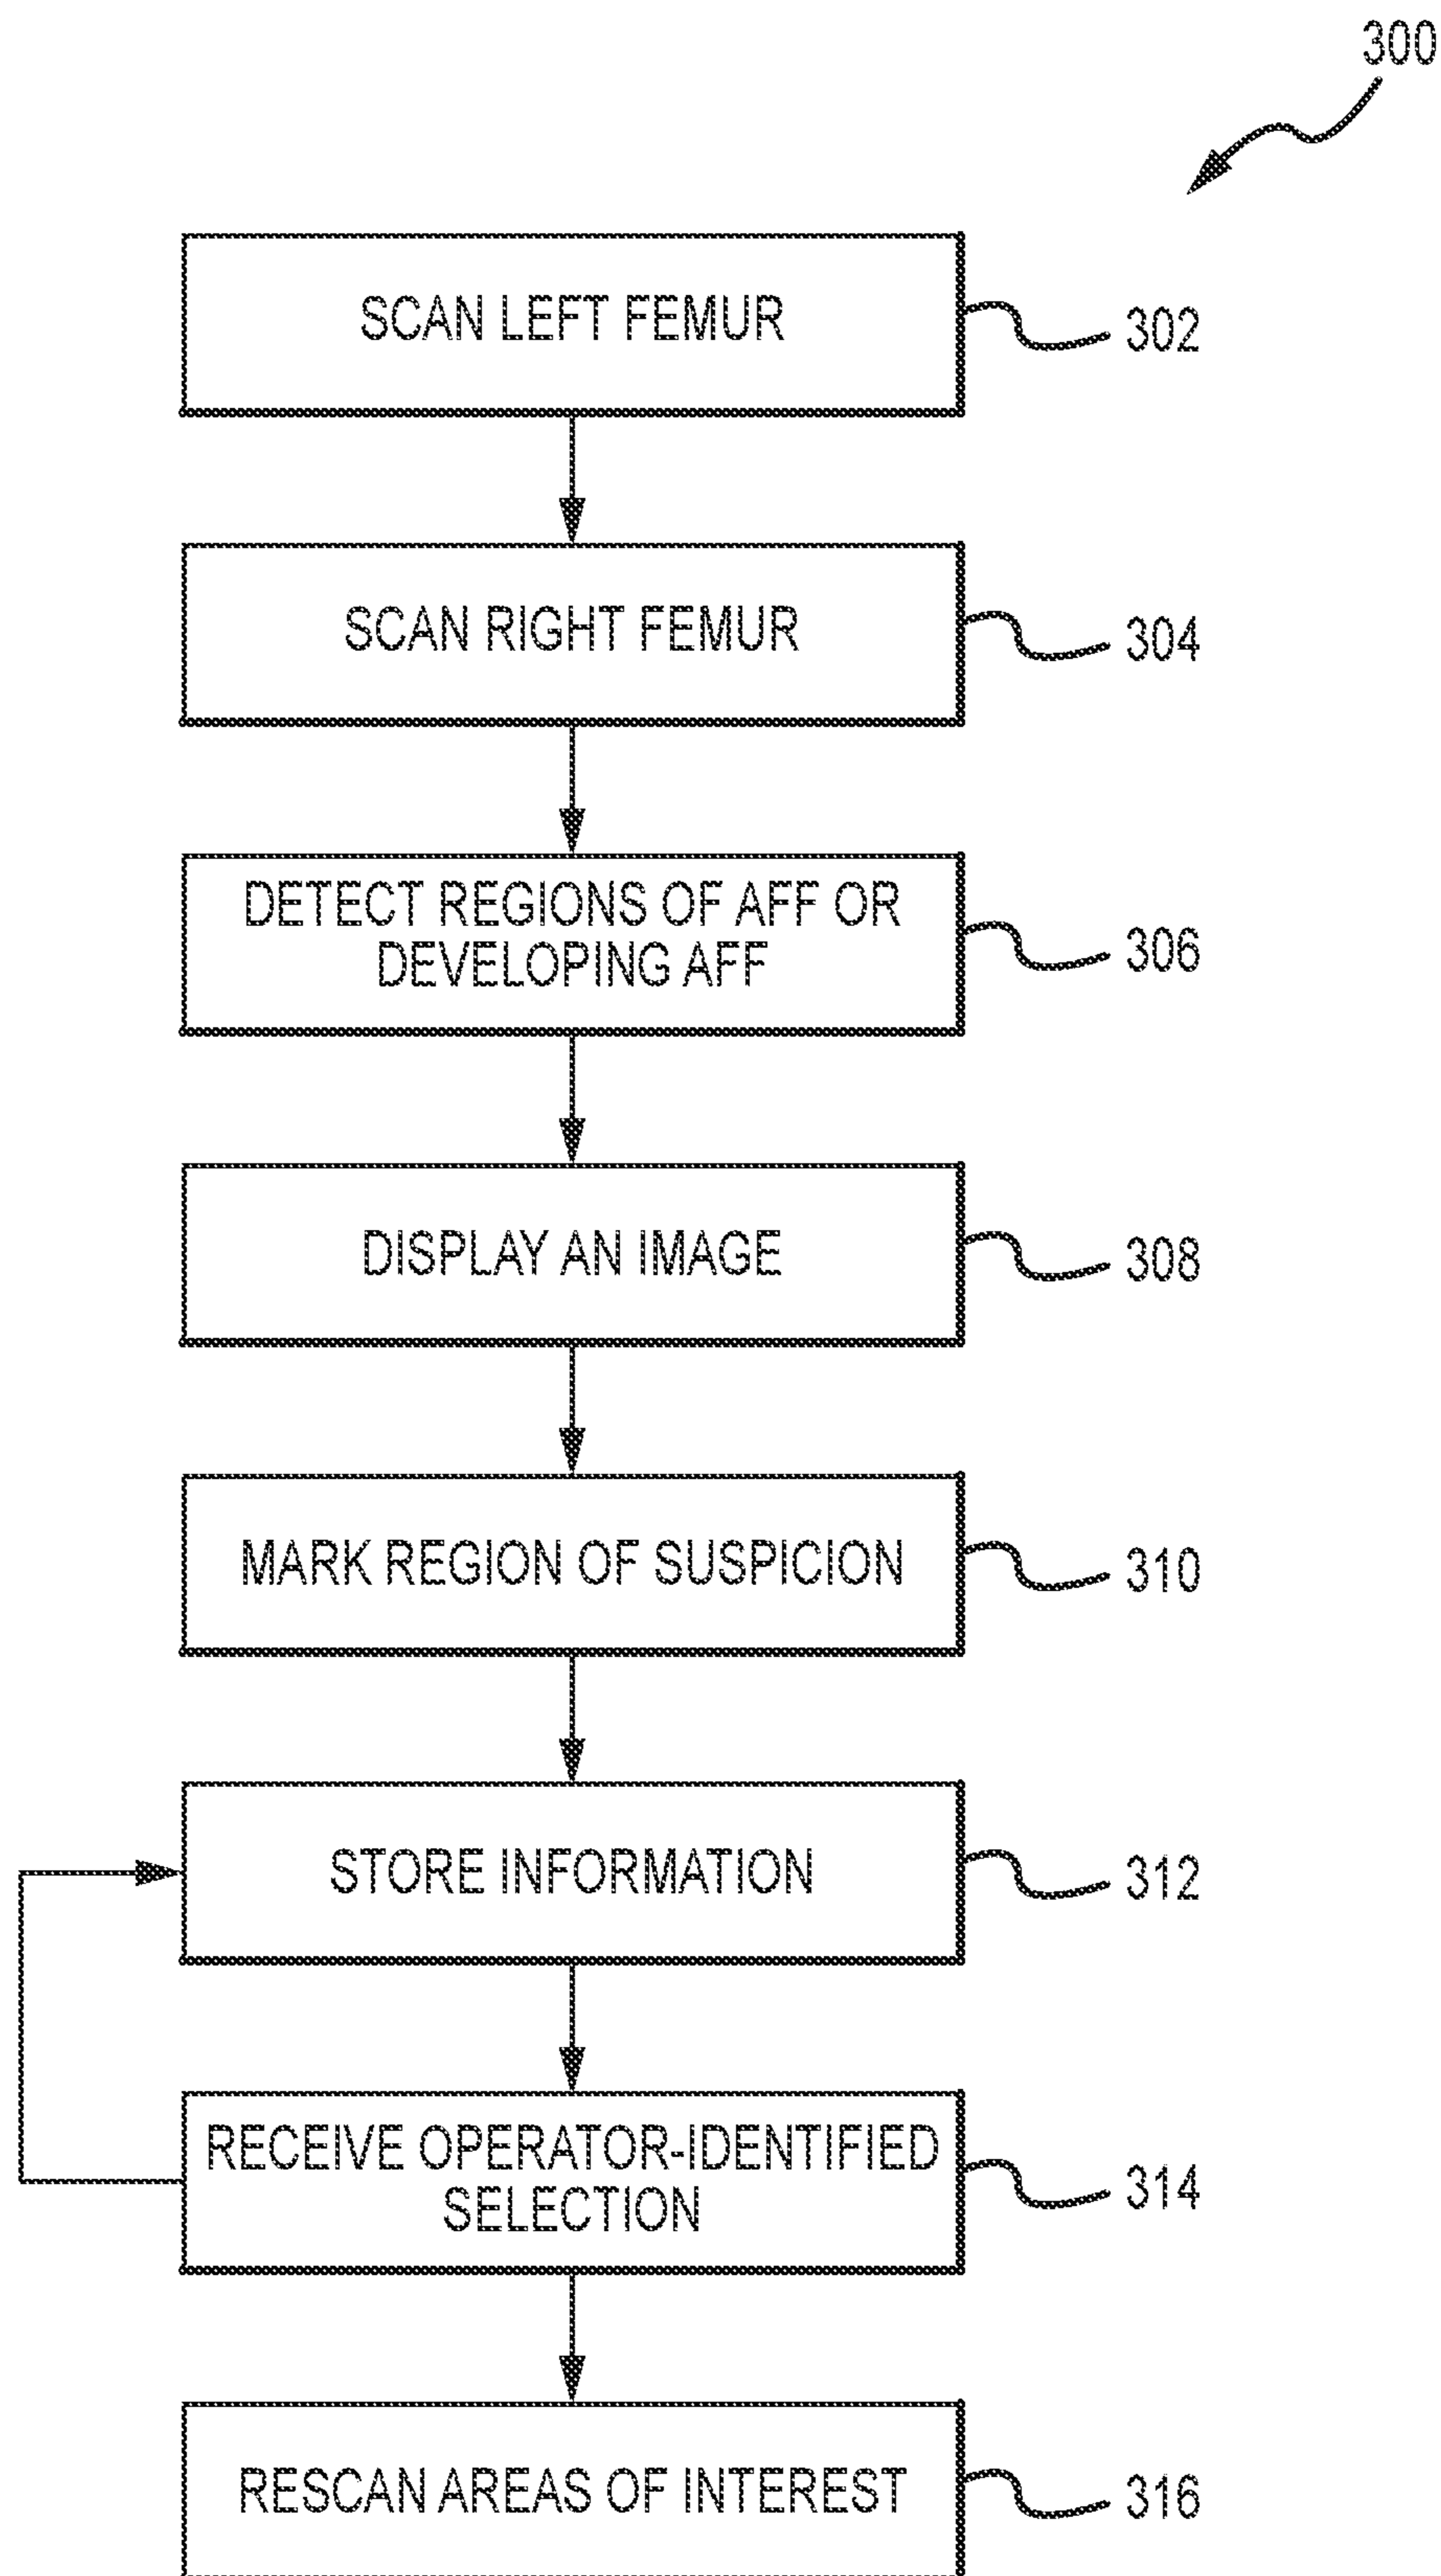 300
SCAN LEFT FEMUR
302
SCAN RIGHT FEMUR
304
DETECT REGIONS OF AFF OR
DEVELOPING AFF
306
DISPLAY AN IMAGE
308
MARK REGION OF SUSPICION
310
STORE INFORMATION
312
RECEIVE OPERATOR-IDENTIFIED
SELECTION
314
RESCAN AREAS OF INTEREST
316